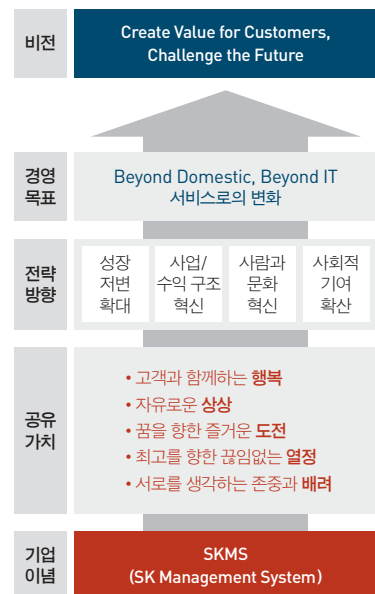 비전
Create Value for Customers,
Challenge the Future
경영
목표
Beyond Domestic, Beyond IT
서비스로의 변화
전략
방향
성장
저변
확대
사업/
수익 구조
혁신
사람과
문화
혁신
사회적
기여
확산
공유
가치
• 고객과 함께하는 행복
• 자유로운 상상
• 꿈을 향한 즐거운 도전
• 최고를 향한 끊임없는 열정
• 서로를 생각하는 존중과 배려
기업
이념
SKMS
(SK Management System)